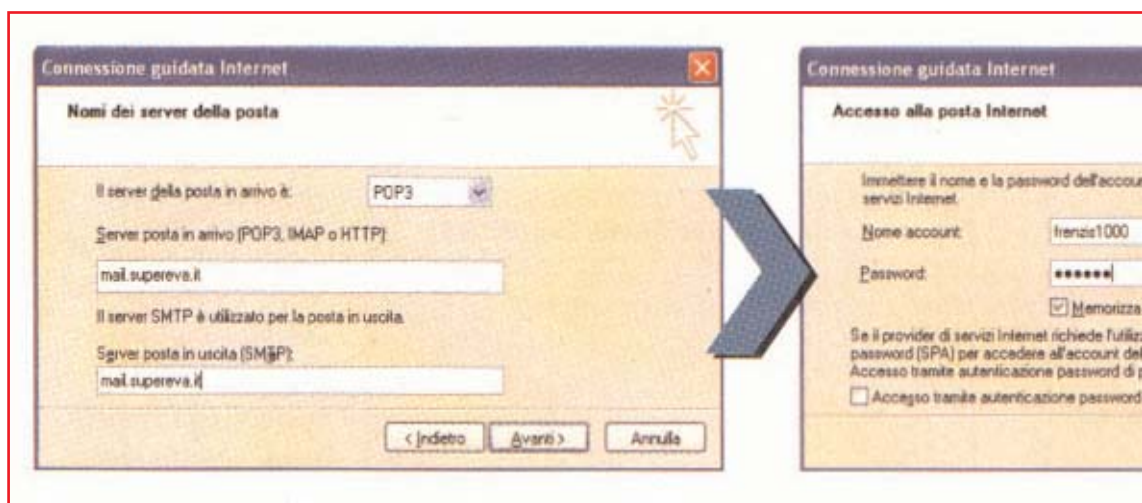 Connessione guidata Internet
Nomi dei server della posta
Il server della posta in arrivo è:
POP3
Server posta in arrivo (POP3, IMAP o HTTP):
mail.supereva.it
Il server SMTP è utilizzato per la posta in uscita.
Server posta in uscita (SMTP):
mail.supereva.it
< Indietro
Avanti >
Annulla
Connessione guidata Internet
Accesso alla posta Internet
Immettere il nome e la password dell'accou
servizi Internet.
Nome account:
frenzis1000
Password:
••••••
Memorizza
Se il provider di servizi Internet richiede l'utiliz
password (SPA) per accedere all'account del
Accesso tramite autenticazione password di p
Accesso tramite autenticazione password